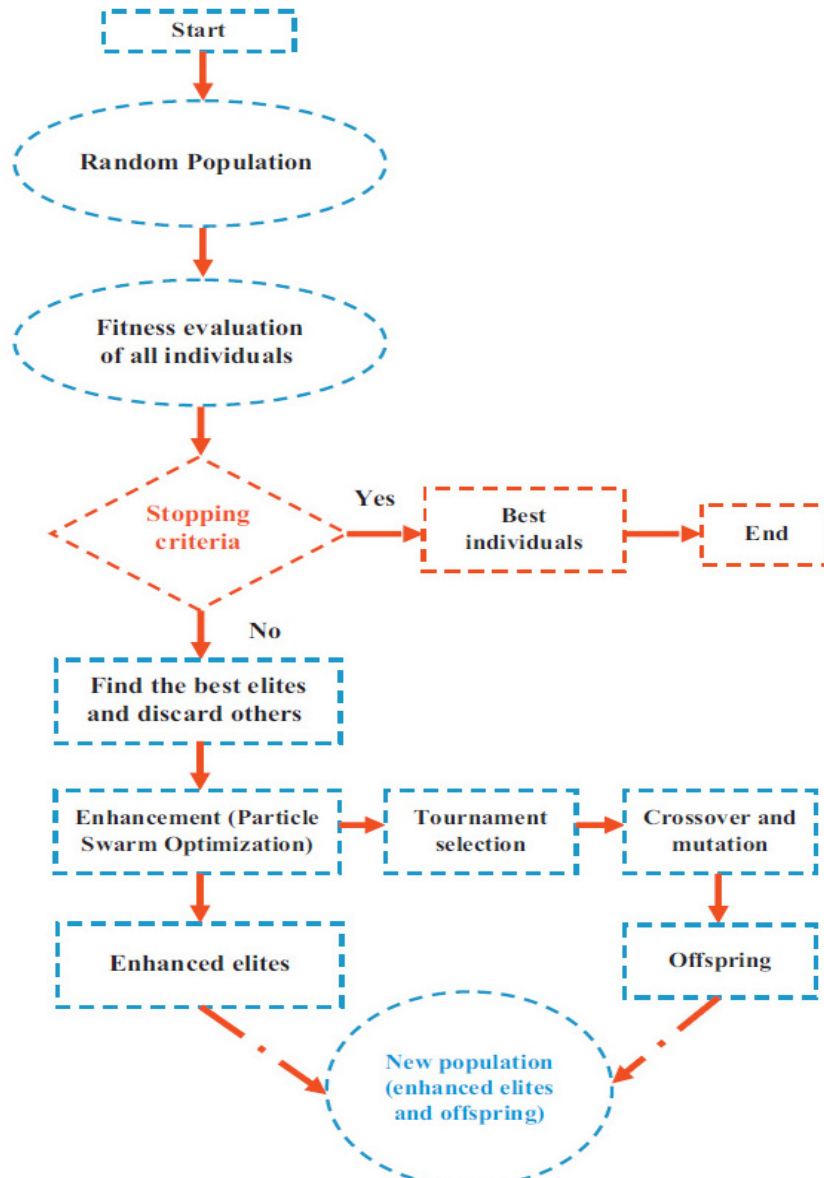 Start
Random Population
Fitness evaluation
of all individuals
Stopping
criteria
Yes
Best
individuals
End
No
Find the best elites
and discard others
Enhancement (Particle
Swarm Optimization)
Tournament
selection
Crossover and
mutation
Enhanced elites
Offspring
New population
(enhanced elites
and offspring)